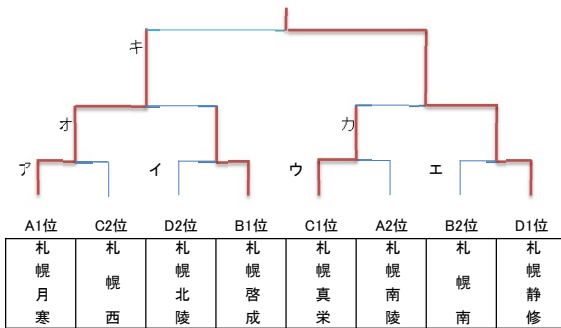 キ
オ
カ
ア
イ
ウ
エ
A1位 C2位 D2位 B1位 C1位 A2位 B2位 D1位
札幌月寒 札幌西 札幌北陵 札幌啓成 札幌真栄 札幌南陵 札幌南 札幌静修